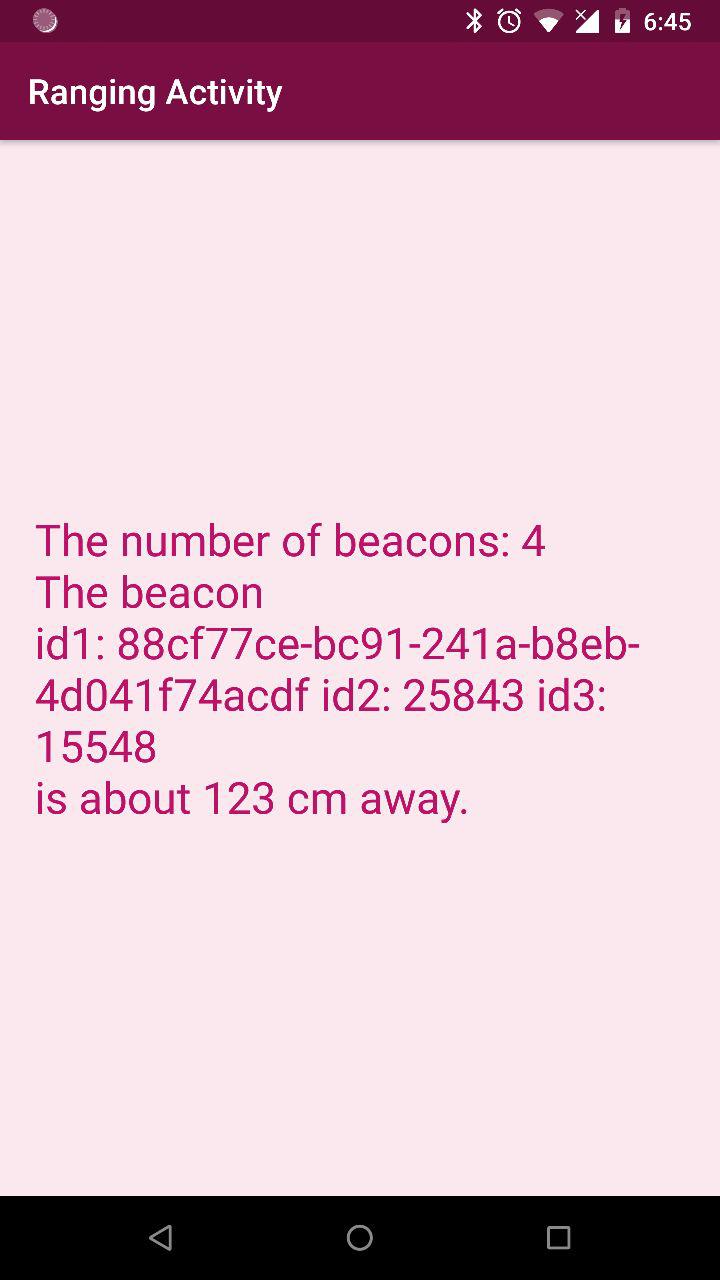 6:45
Ranging Activity
The number of beacons: 4
The beacon
id1: 88cf77ce-bc91-241a-b8eb-
4d041f74acdf id2: 25843 id3:
15548
is about 123 cm away.